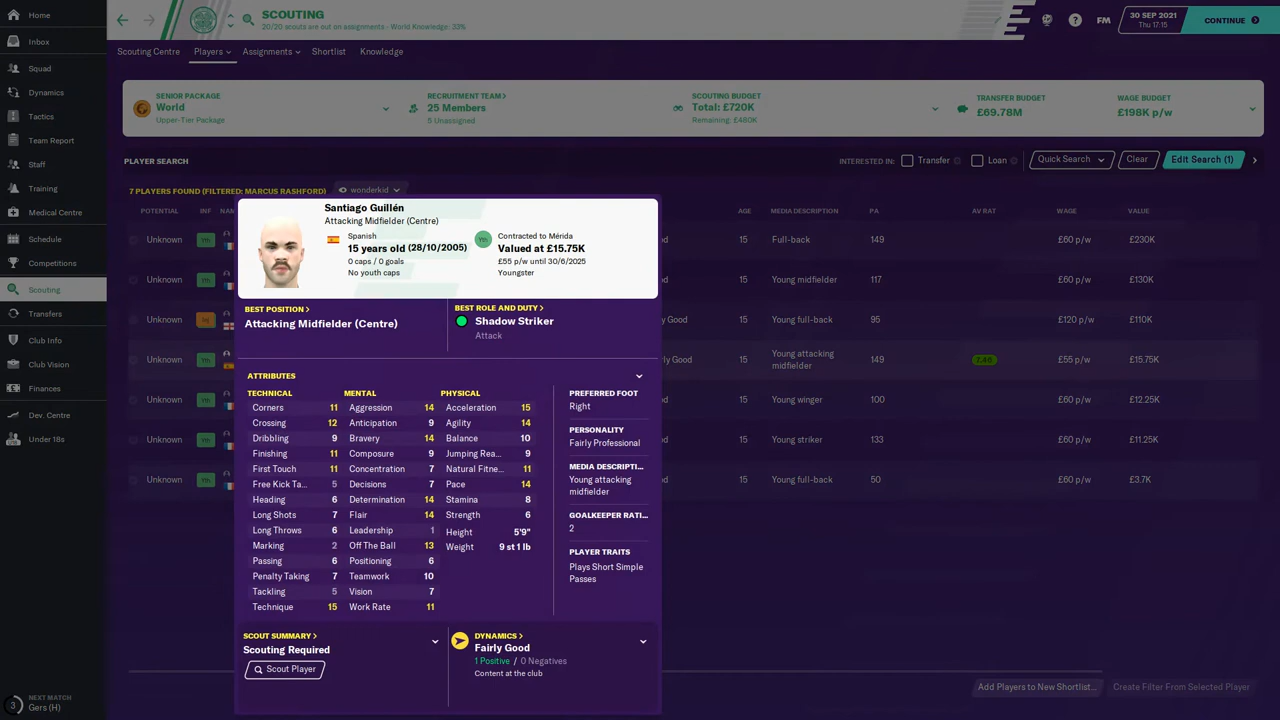 Home
Inbox
Squad
Dynamics
Tactics
Team Report
Staff
Training
Medical Centre
Schedule
Competitions
Scouting
Transfers
Club Info
Club Vision
Finances
Dev. Centre
Under 18s
3
NEXT MATCH
Gers (H)
SCOUTING
20/20 scouts are out on assignments - World Knowledge: 33%
?
FM
30 SEP 2021
Thu 17:15
CONTINUE
Scouting Centre
Players
Assignments
Shortlist
Knowledge
SENIOR PACKAGE
World
Upper-Tier Package
RECRUITMENT TEAM >
25 Members
5 Unassigned
SCOUTING BUDGET
Total: £720K
Remaining: £480K
TRANSFER BUDGET
£69.78M
WAGE BUDGET
£198K p/w
PLAYER SEARCH
INTERESTED IN:
Transfer
Loan
Quick Search
Clear
Edit Search (1)
7 PLAYERS FOUND (FILTERED: MARCUS RASHFORD)
wonderkid
POTENTIAL INF AGE MEDIA DESCRIPTION PA AV RAT WAGE VALUE
Unknown Yth 15 Full-back 149 £60 p/w £230K
Unknown Yth 15 Young midfielder 117 £60 p/w £130K
Unknown Good 15 Young full-back 95 £120 p/w £110K
Unknown Yth Good 15 Young attacking midfielder 149 £55 p/w £15.75K
Unknown Yth 15 Young winger 100 £60 p/w £12.25K
Unknown Yth 15 Young striker 133 £60 p/w £11.25K
Unknown Yth 15 Young full-back 50 £60 p/w £3.7K
Santiago Guillén
Attacking Midfielder (Centre)
Spanish
15 years old (28/10/2005)
0 caps / 0 goals
No youth caps
Yth
Contracted to Mérida
Valued at £15.75K
£55 p/w until 30/6/2025
Youngster
BEST POSITION >
Attacking Midfielder (Centre)
BEST ROLE AND DUTY >
Shadow Striker
Attack
ATTRIBUTES
TECHNICAL
Corners 11
Crossing 12
Dribbling 9
Finishing 11
First Touch 11
Free Kick Ta... 5
Heading 6
Long Shots 7
Long Throws 6
Marking 2
Passing 6
Penalty Taking 7
Tackling 5
Technique 15
MENTAL
Aggression 14
Anticipation 9
Bravery 14
Composure 9
Concentration 7
Decisions 7
Determination 14
Flair 14
Leadership 1
Off The Ball 13
Positioning 6
Teamwork 10
Vision 7
Work Rate 11
PHYSICAL
Acceleration 15
Agility 14
Balance 10
Jumping Rea... 9
Natural Fitne... 11
Pace 14
Stamina 8
Strength 6
Height 5'9"
Weight 9 st 1 lb
PREFERRED FOOT
Right
PERSONALITY
Fairly Professional
MEDIA DESCRIPTI...
Young attacking
midfielder
GOALKEEPER RATI...
2
PLAYER TRAITS
Plays Short Simple
Passes
SCOUT SUMMARY >
Scouting Required
Scout Player
DYNAMICS >
Fairly Good
1 Positive / 0 Negatives
Content at the club
Add Players to New Shortlist...
Create Filter From Selected Player